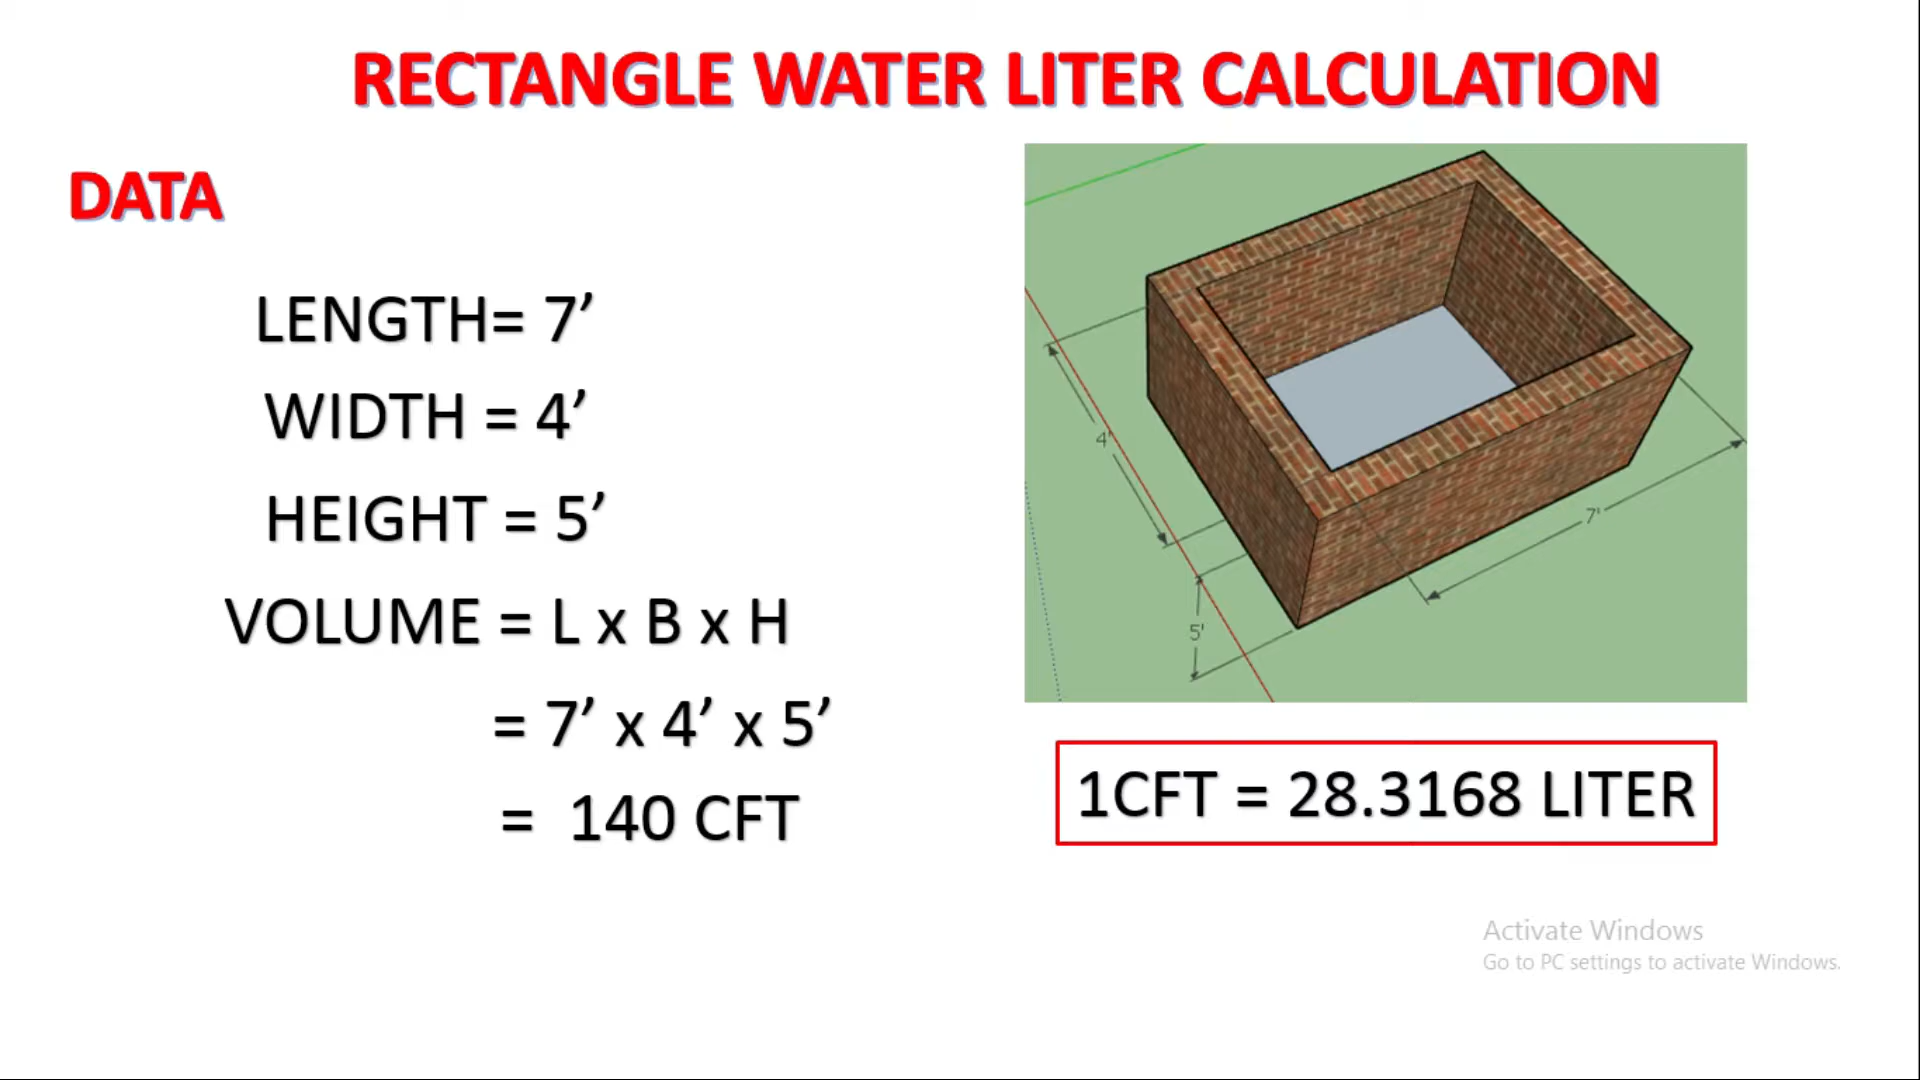 RECTANGLE WATER LITER CALCULATION
DATA
LENGTH= 7’
WIDTH = 4’
HEIGHT = 5’
VOLUME = L x B x H
= 7’ x 4’ x 5’
= 140 CFT
4'
7'
5'
1CFT = 28.3168 LITER
Activate Windows
Go to PC settings to activate Windows.